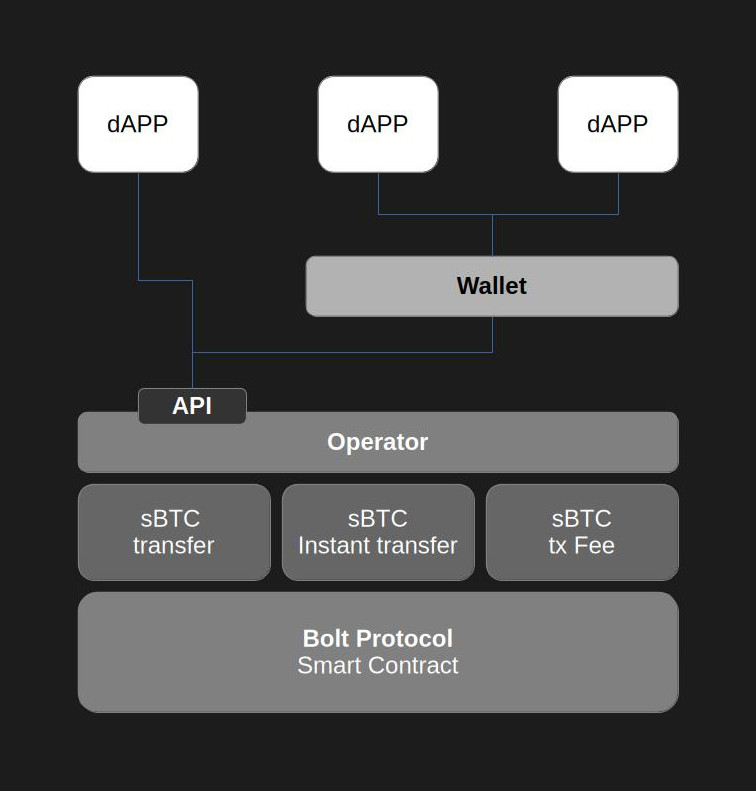 dAPP
dAPP
dAPP
Wallet
API
Operator
sBTC
transfer
sBTC
Instant transfer
sBTC
tx Fee
Bolt Protocol
Smart Contract